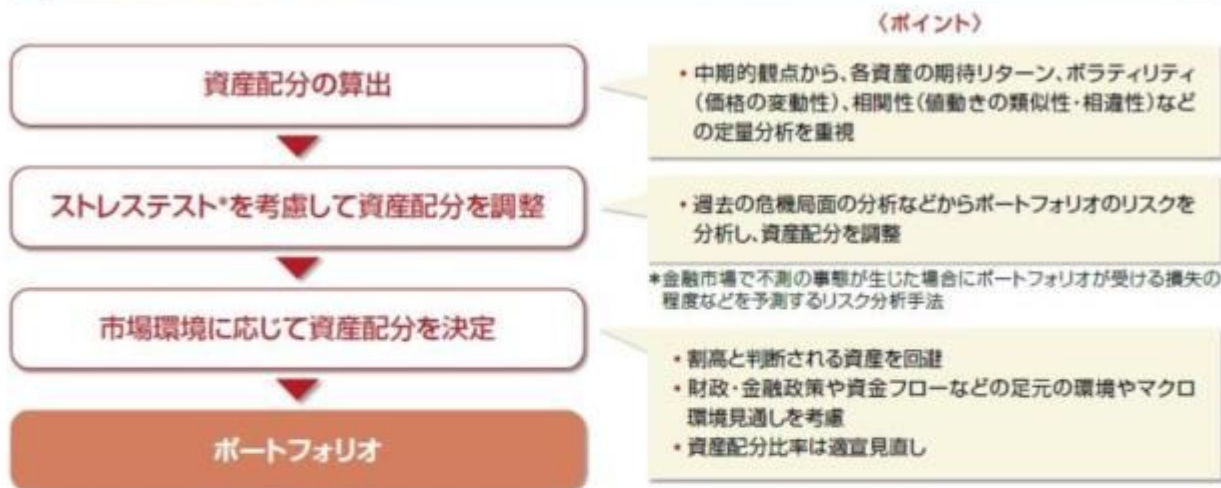 〈ポイント〉
資産配分の算出
・中期的観点から、各資産の期待リターン、ボラティリティ
(価格の変動性)、相関性(値動きの類似性・相違性)など
の定量分析を重視
ストレステスト*を考慮して資産配分を調整
・過去の危機局面の分析などからポートフォリオのリスクを
分析し、資産配分を調整
*金融市場で不測の事態が生じた場合にポートフォリオが受ける損失の
程度などを予測するリスク分析手法
市場環境に応じて資産配分を決定
・割高と判断される資産を回避
・財政・金融政策や資金フローなどの足元の環境やマクロ
環境見通しを考慮
・資産配分比率は適宜見直し
ポートフォリオ